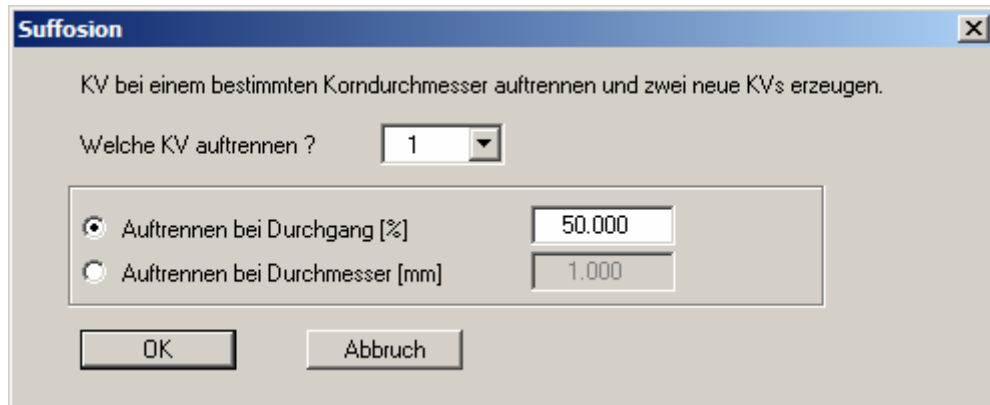 Suffosion
KV bei einem bestimmten Korndurchmesser auftrennen und zwei neue KVs erzeugen.
Welche KV auftrennen ? 1
Auftrennen bei Durchgang [%] 50.000
Auftrennen bei Durchmesser [mm] 1.000
OK Abbruch